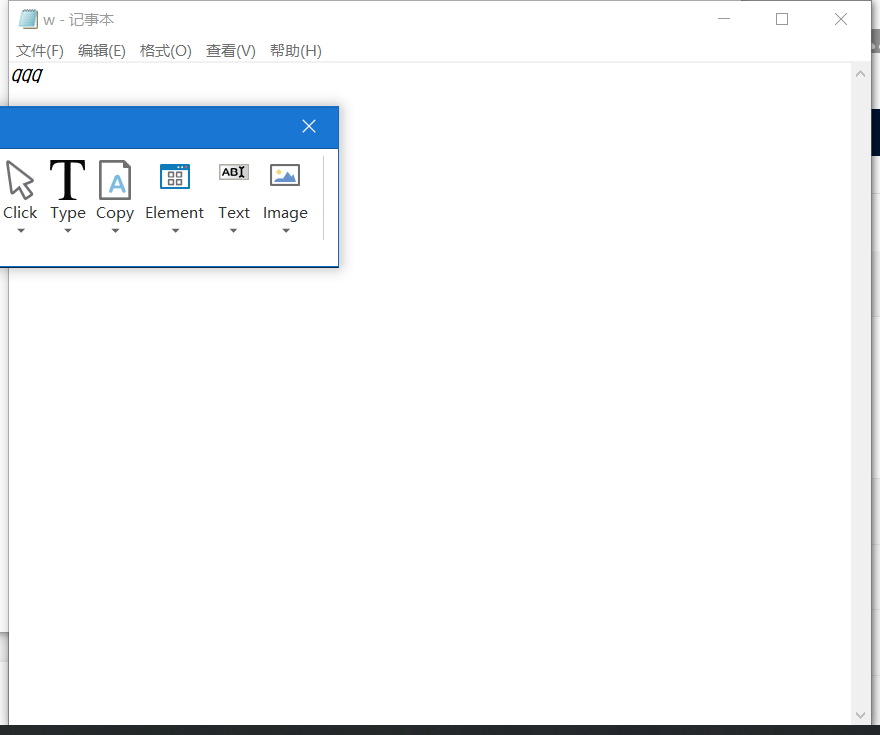 w - 记事本
文件(F) 编辑(E) 格式(O) 查看(V) 帮助(H)
qqq
Click Type Copy Element Text Image
A
ABI